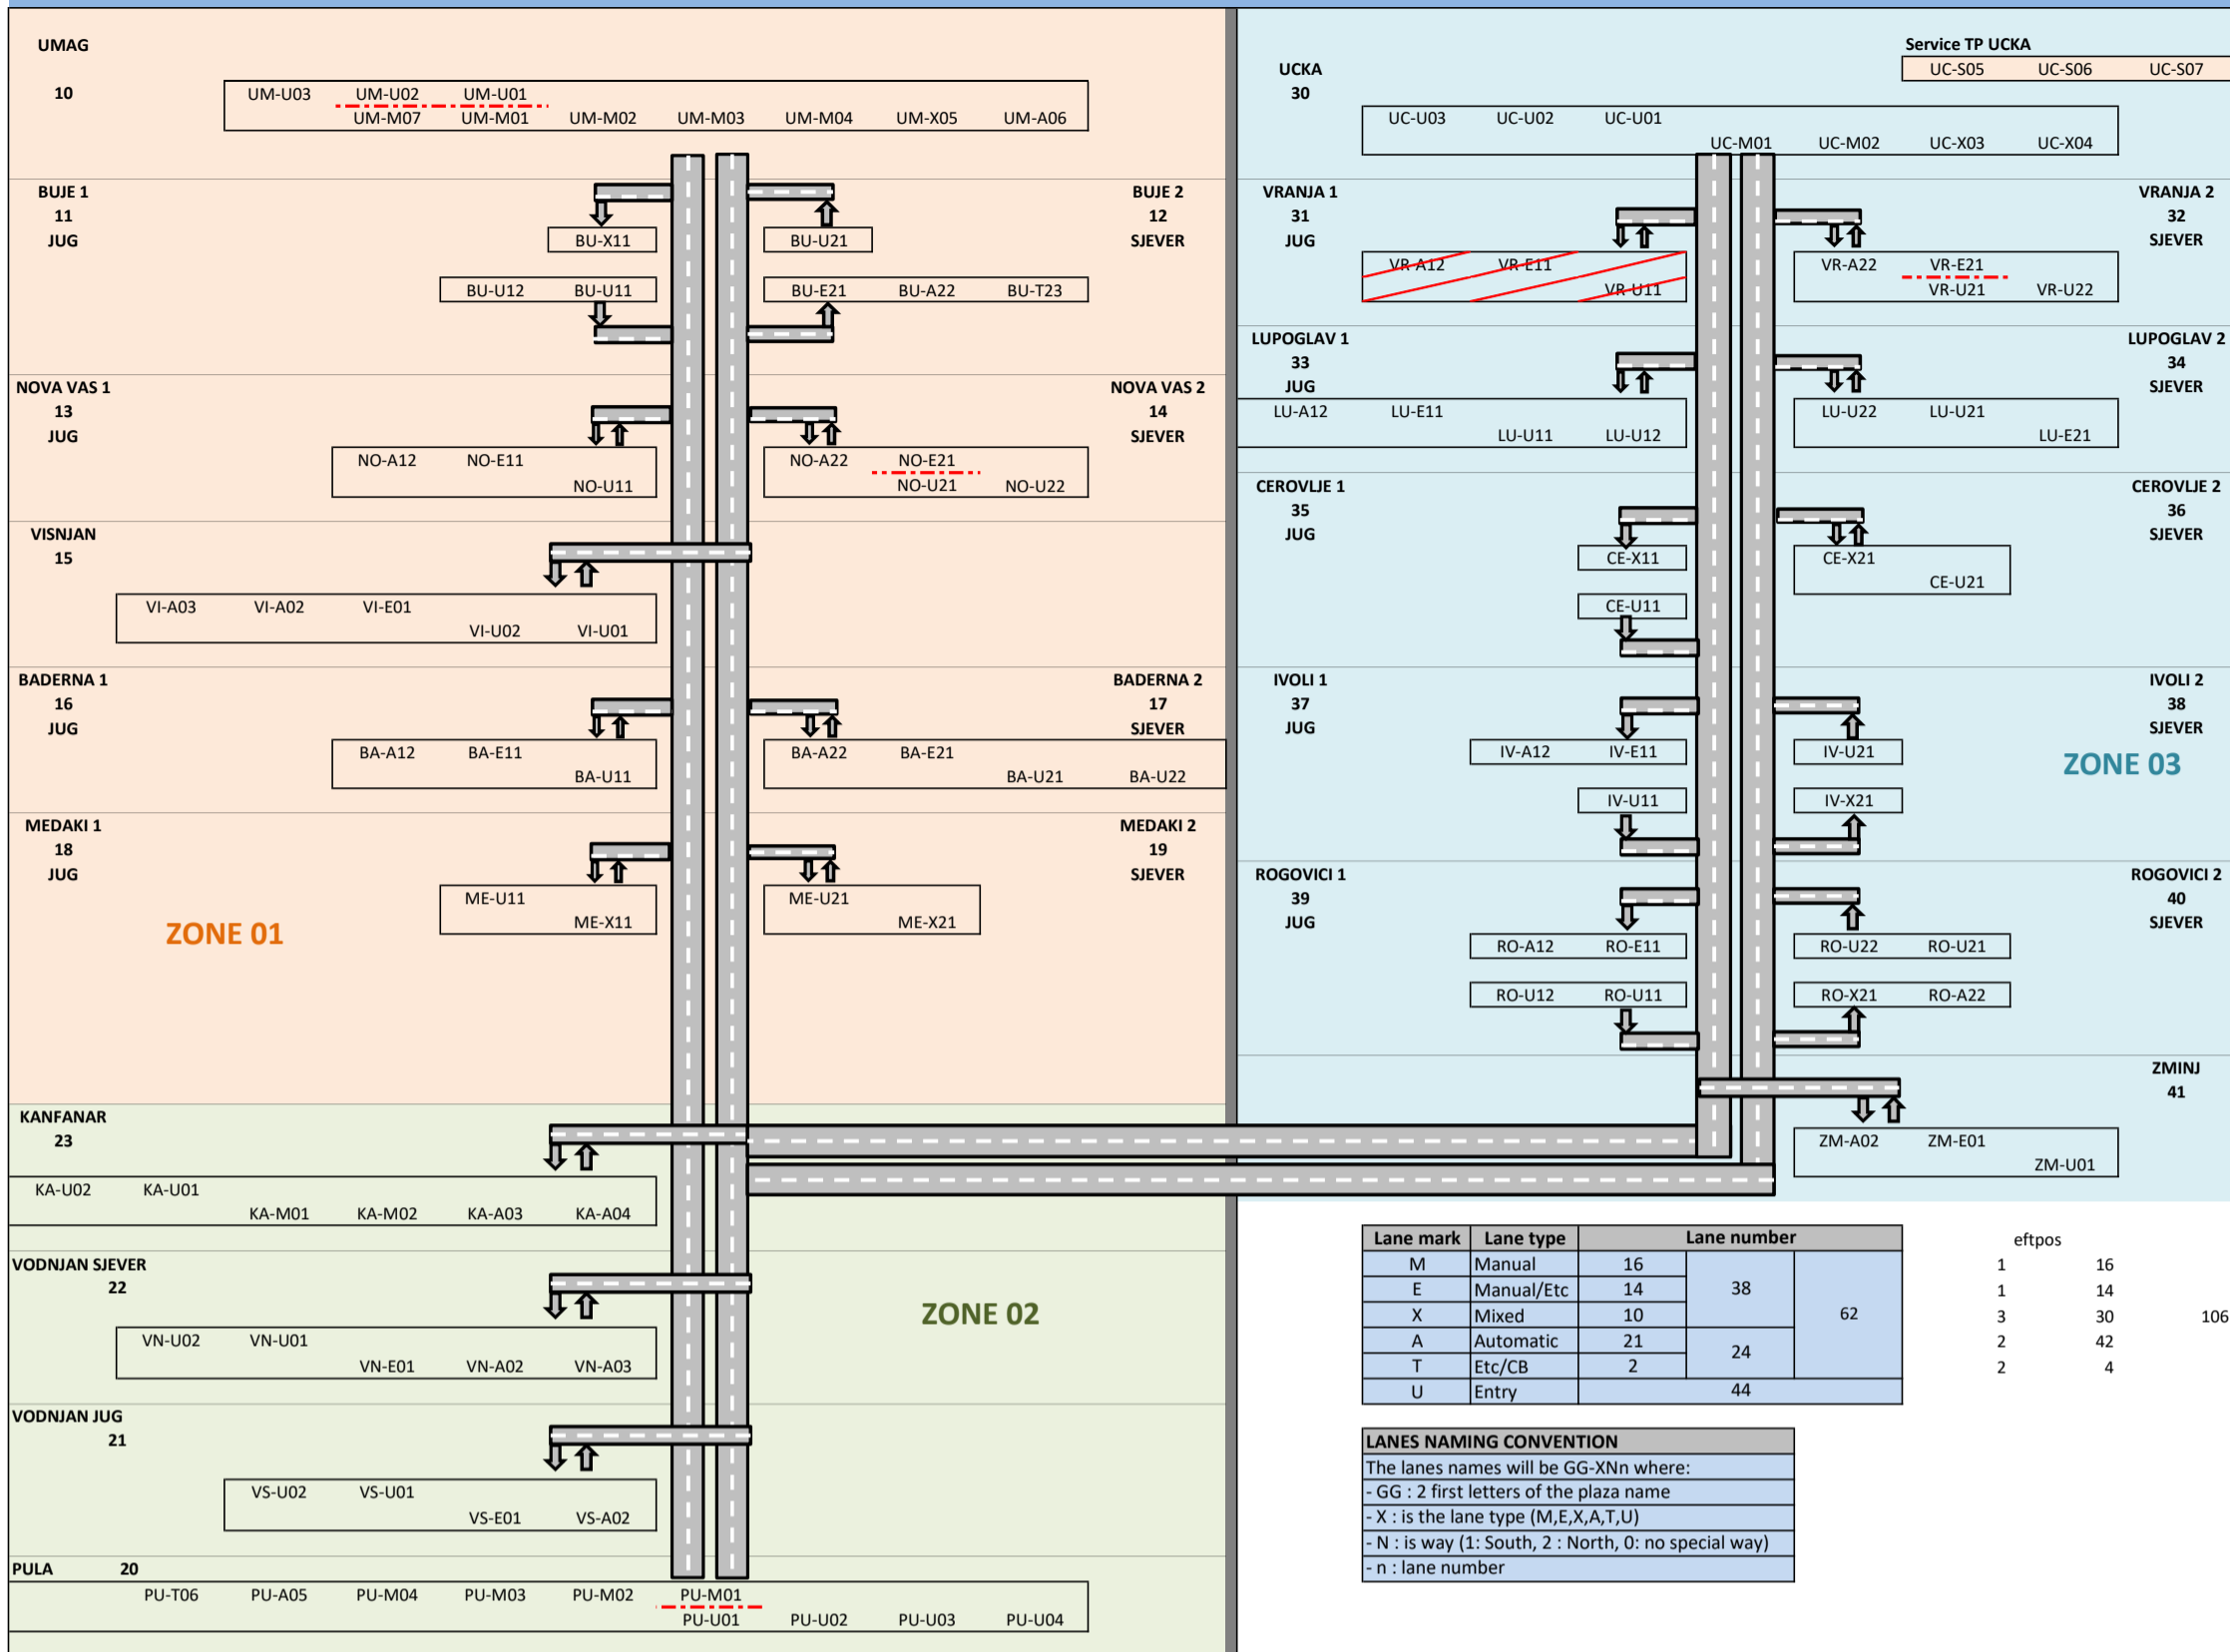 UMAG
10
UM-U03 UM-U02 UM-U01
UM-M07 UM-M01 UM-M02 UM-M03 UM-M04 UM-X05 UM-A06
BUJE 1
11
JUG
BUJE 2
12
SJEVER
BU-X11
BU-U21
BU-U12 BU-U11
BU-E21 BU-A22 BU-T23
NOVA VAS 1
13
JUG
NOVA VAS 2
14
SJEVER
NO-A12 NO-E11
NO-U11
NO-A22 NO-E21
NO-U21 NO-U22
VISNJAN
15
VI-A03 VI-A02 VI-E01
VI-U02 VI-U01
BADERNA 1
16
JUG
BADERNA 2
17
SJEVER
BA-A12 BA-E11
BA-U11
BA-A22 BA-E21
BA-U21 BA-U22
MEDAKI 1
18
JUG
MEDAKI 2
19
SJEVER
ME-U11
ME-X11
ME-U21
ME-X21
ZONE 01
KANFANAR
23
KA-U02 KA-U01
KA-M01 KA-M02 KA-A03 KA-A04
VODNJAN SJEVER
22
VN-U02 VN-U01
VN-E01 VN-A02 VN-A03
ZONE 02
VODNJAN JUG
21
VS-U02 VS-U01
VS-E01 VS-A02
PULA 20
PU-T06 PU-A05 PU-M04 PU-M03 PU-M02 PU-M01
PU-U01 PU-U02 PU-U03 PU-U04
Service TP UCKA
UC-S05 UC-S06 UC-S07
UCKA
30
UC-U03 UC-U02 UC-U01
UC-M01 UC-M02 UC-X03 UC-X04
VRANJA 1
31
JUG
VRANJA 2
32
SJEVER
VR-A12 VR-E11
VR-U11
VR-A22 VR-E21
VR-U21 VR-U22
LUPOGLAV 1
33
JUG
LUPOGLAV 2
34
SJEVER
LU-A12 LU-E11
LU-U11 LU-U12
LU-U22 LU-U21
LU-E21
CEROVLJE 1
35
JUG
CEROVLJE 2
36
SJEVER
CE-X11
CE-U11
CE-X21
CE-U21
IVOLI 1
37
JUG
IVOLI 2
38
SJEVER
IV-A12 IV-E11
IV-U21
IV-U11
IV-X21
ZONE 03
ROGOVICI 1
39
JUG
ROGOVICI 2
40
SJEVER
RO-A12 RO-E11
RO-U22 RO-U21
RO-U12 RO-U11
RO-X21 RO-A22
ZMINJ
41
ZM-A02 ZM-E01
ZM-U01
Lane mark Lane type Lane number eftpos
M Manual 16 1 16
E Manual/Etc 14 38 1 14
X Mixed 10 62 3 30 106
A Automatic 21 24 2 42
T Etc/CB 2 2 4
U Entry 44
LANES NAMING CONVENTION
The lanes names will be GG-XNn where:
- GG : 2 first letters of the plaza name
- X : is the lane type (M,E,X,A,T,U)
- N : is way (1: South, 2 : North, 0: no special way)
- n : lane number